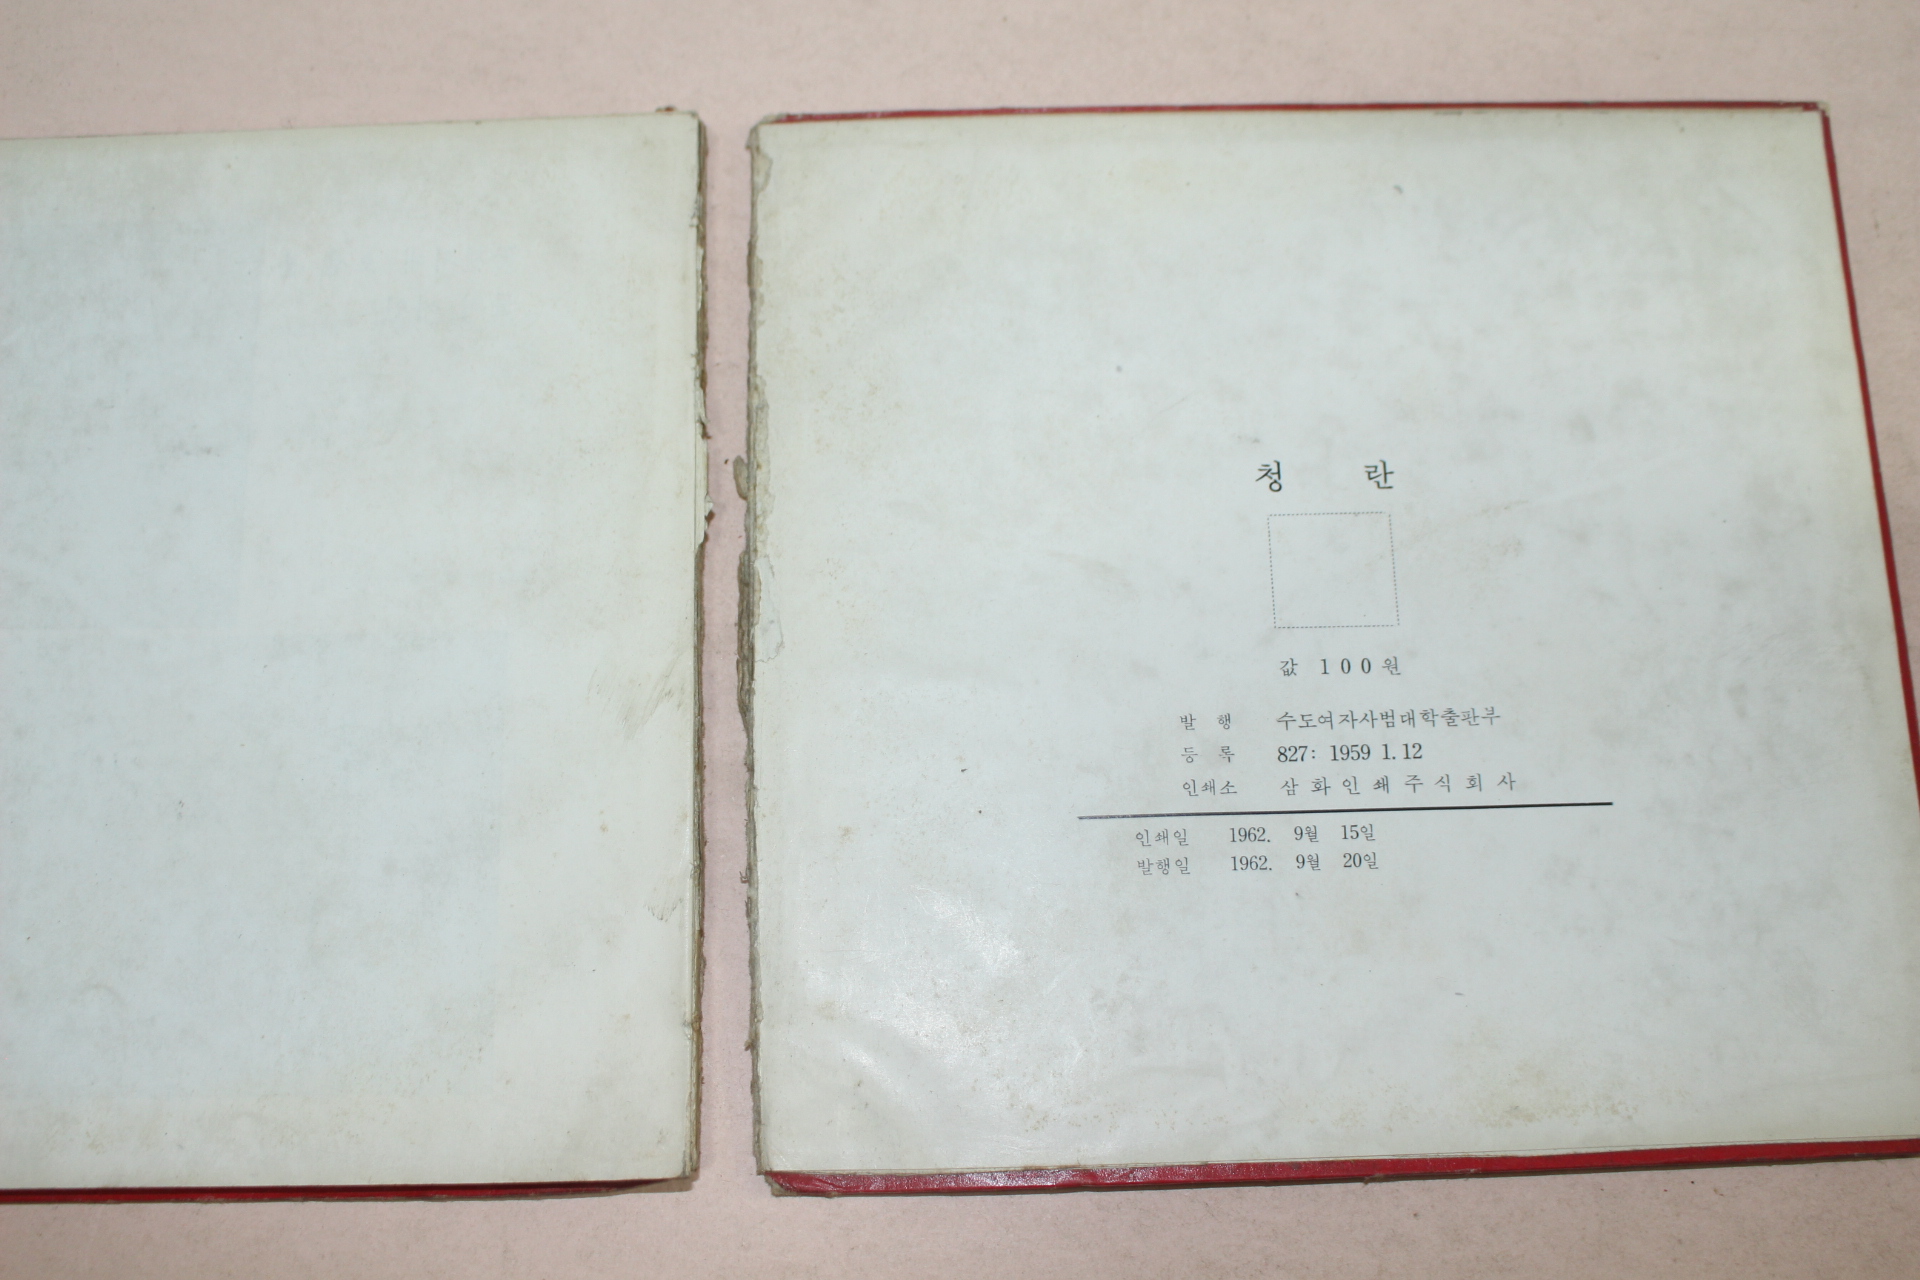 청 란
값 100원
발 행 수도여자사범대학출판부
등 록 827: 1959 1. 12
인쇄소 삼화인쇄주식회사
인쇄일 1962. 9월 15일
발행일 1962. 9월 20일